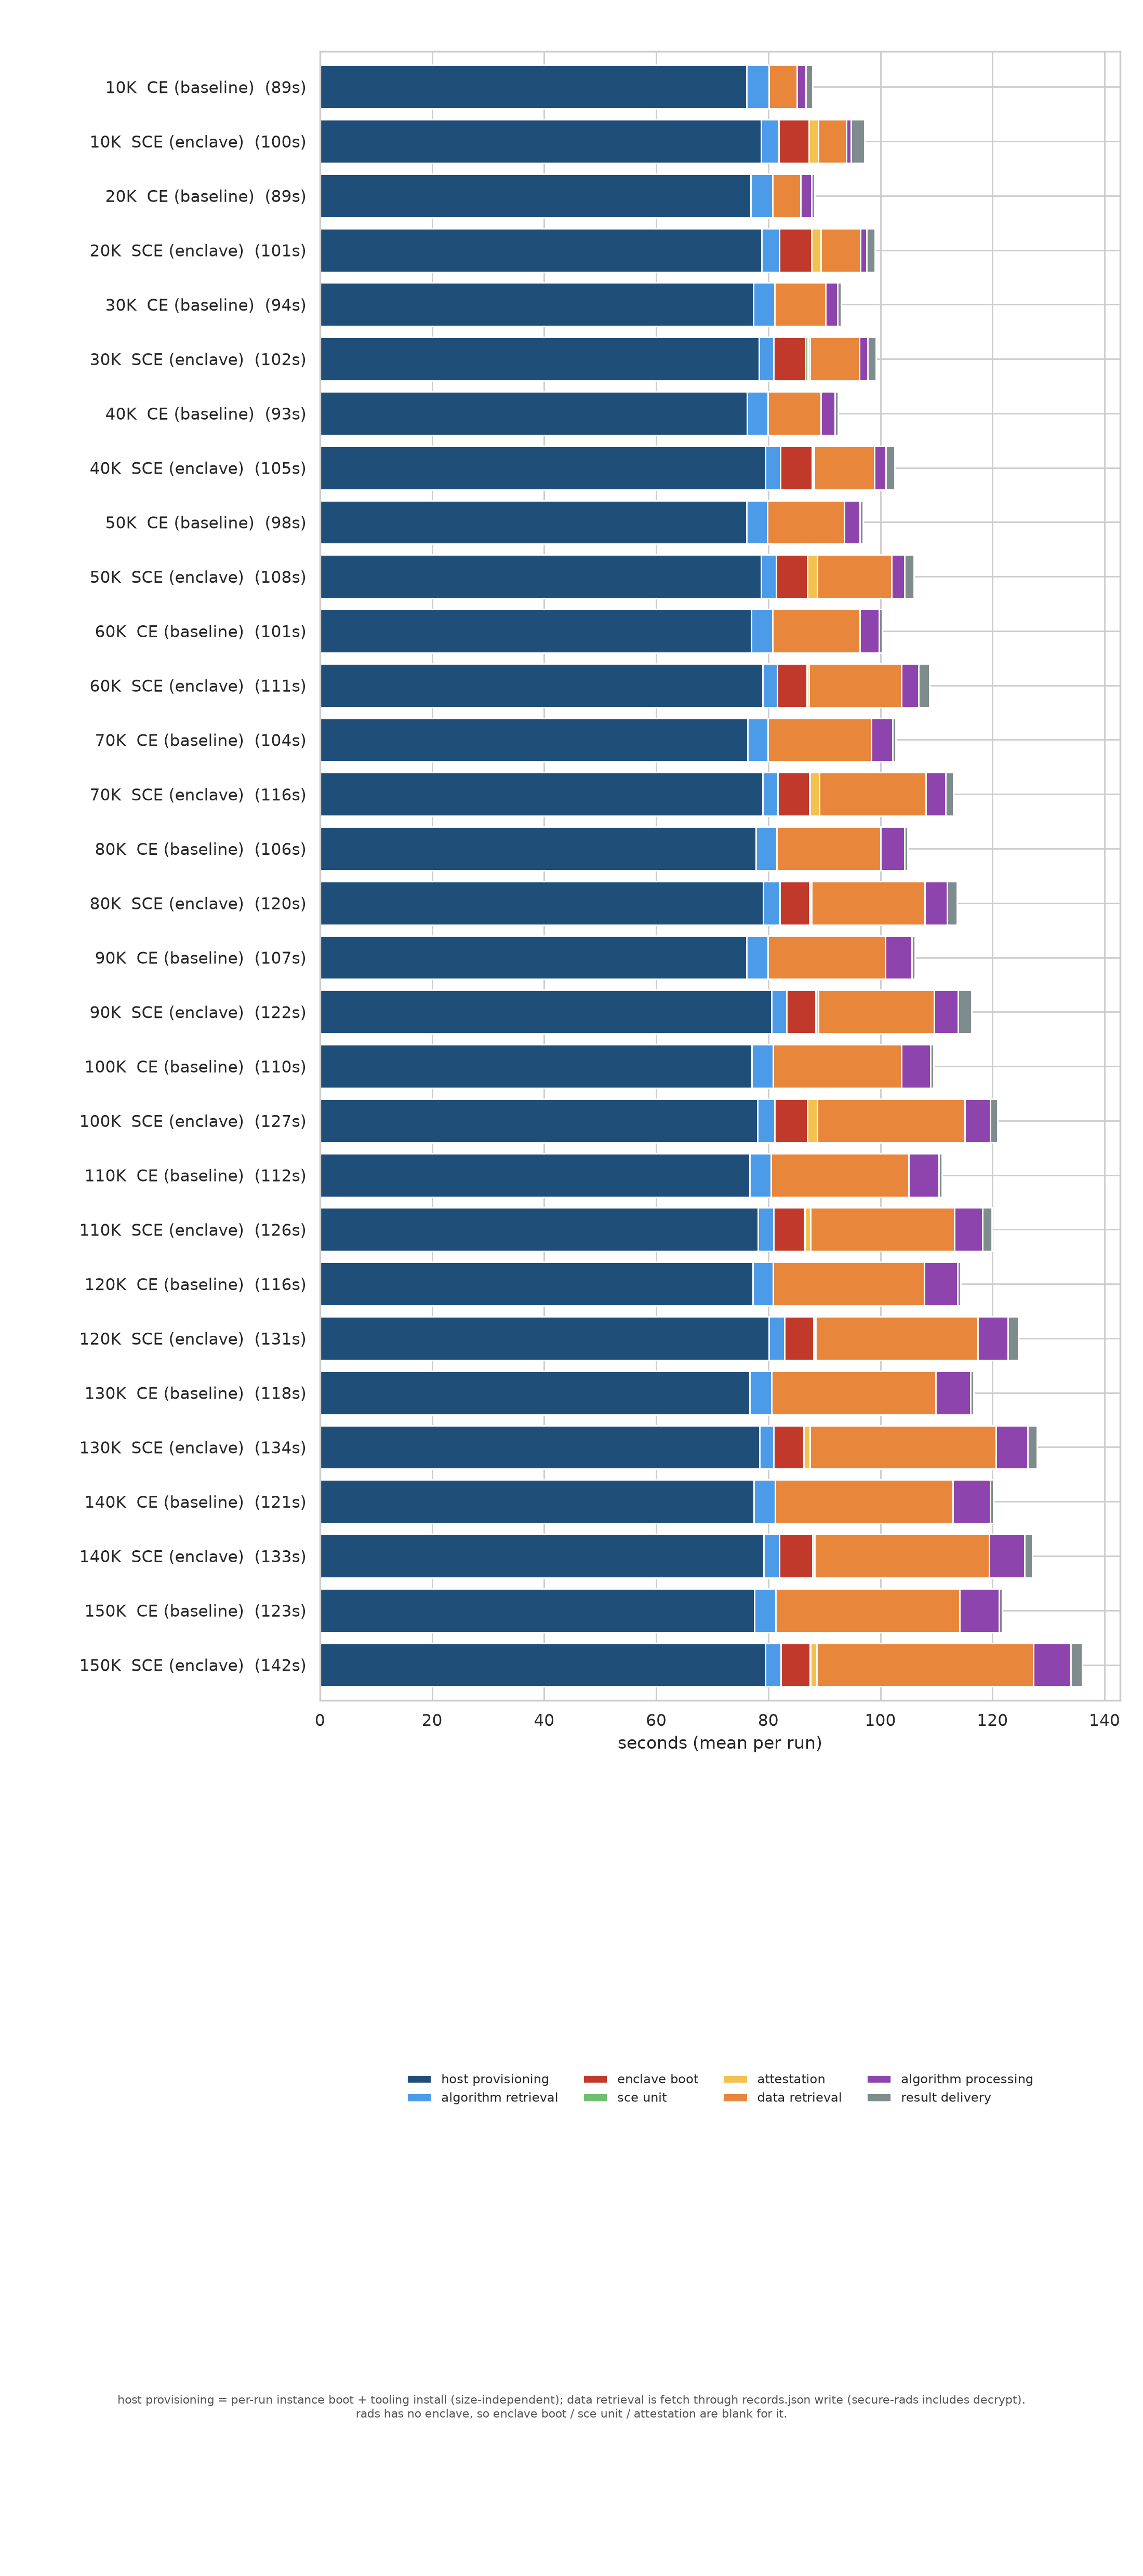 10K  CE (baseline)  (89s)
10K  SCE (enclave)  (100s)
20K  CE (baseline)  (89s)
20K  SCE (enclave)  (101s)
30K  CE (baseline)  (94s)
30K  SCE (enclave)  (102s)
40K  CE (baseline)  (93s)
40K  SCE (enclave)  (105s)
50K  CE (baseline)  (98s)
50K  SCE (enclave)  (108s)
60K  CE (baseline)  (101s)
60K  SCE (enclave)  (111s)
70K  CE (baseline)  (104s)
70K  SCE (enclave)  (116s)
80K  CE (baseline)  (106s)
80K  SCE (enclave)  (120s)
90K  CE (baseline)  (107s)
90K  SCE (enclave)  (122s)
100K  CE (baseline)  (110s)
100K  SCE (enclave)  (127s)
110K  CE (baseline)  (112s)
110K  SCE (enclave)  (126s)
120K  CE (baseline)  (116s)
120K  SCE (enclave)  (131s)
130K  CE (baseline)  (118s)
130K  SCE (enclave)  (134s)
140K  CE (baseline)  (121s)
140K  SCE (enclave)  (133s)
150K  CE (baseline)  (123s)
150K  SCE (enclave)  (142s)
0 20 40 60 80 100 120 140
seconds (mean per run)
host provisioning enclave boot attestation algorithm processing
algorithm retrieval sce unit data retrieval result delivery
host provisioning = per-run instance boot + tooling install (size-independent); data retrieval is fetch through records.json write (secure-rads includes decrypt).
rads has no enclave, so enclave boot / sce unit / attestation are blank for it.